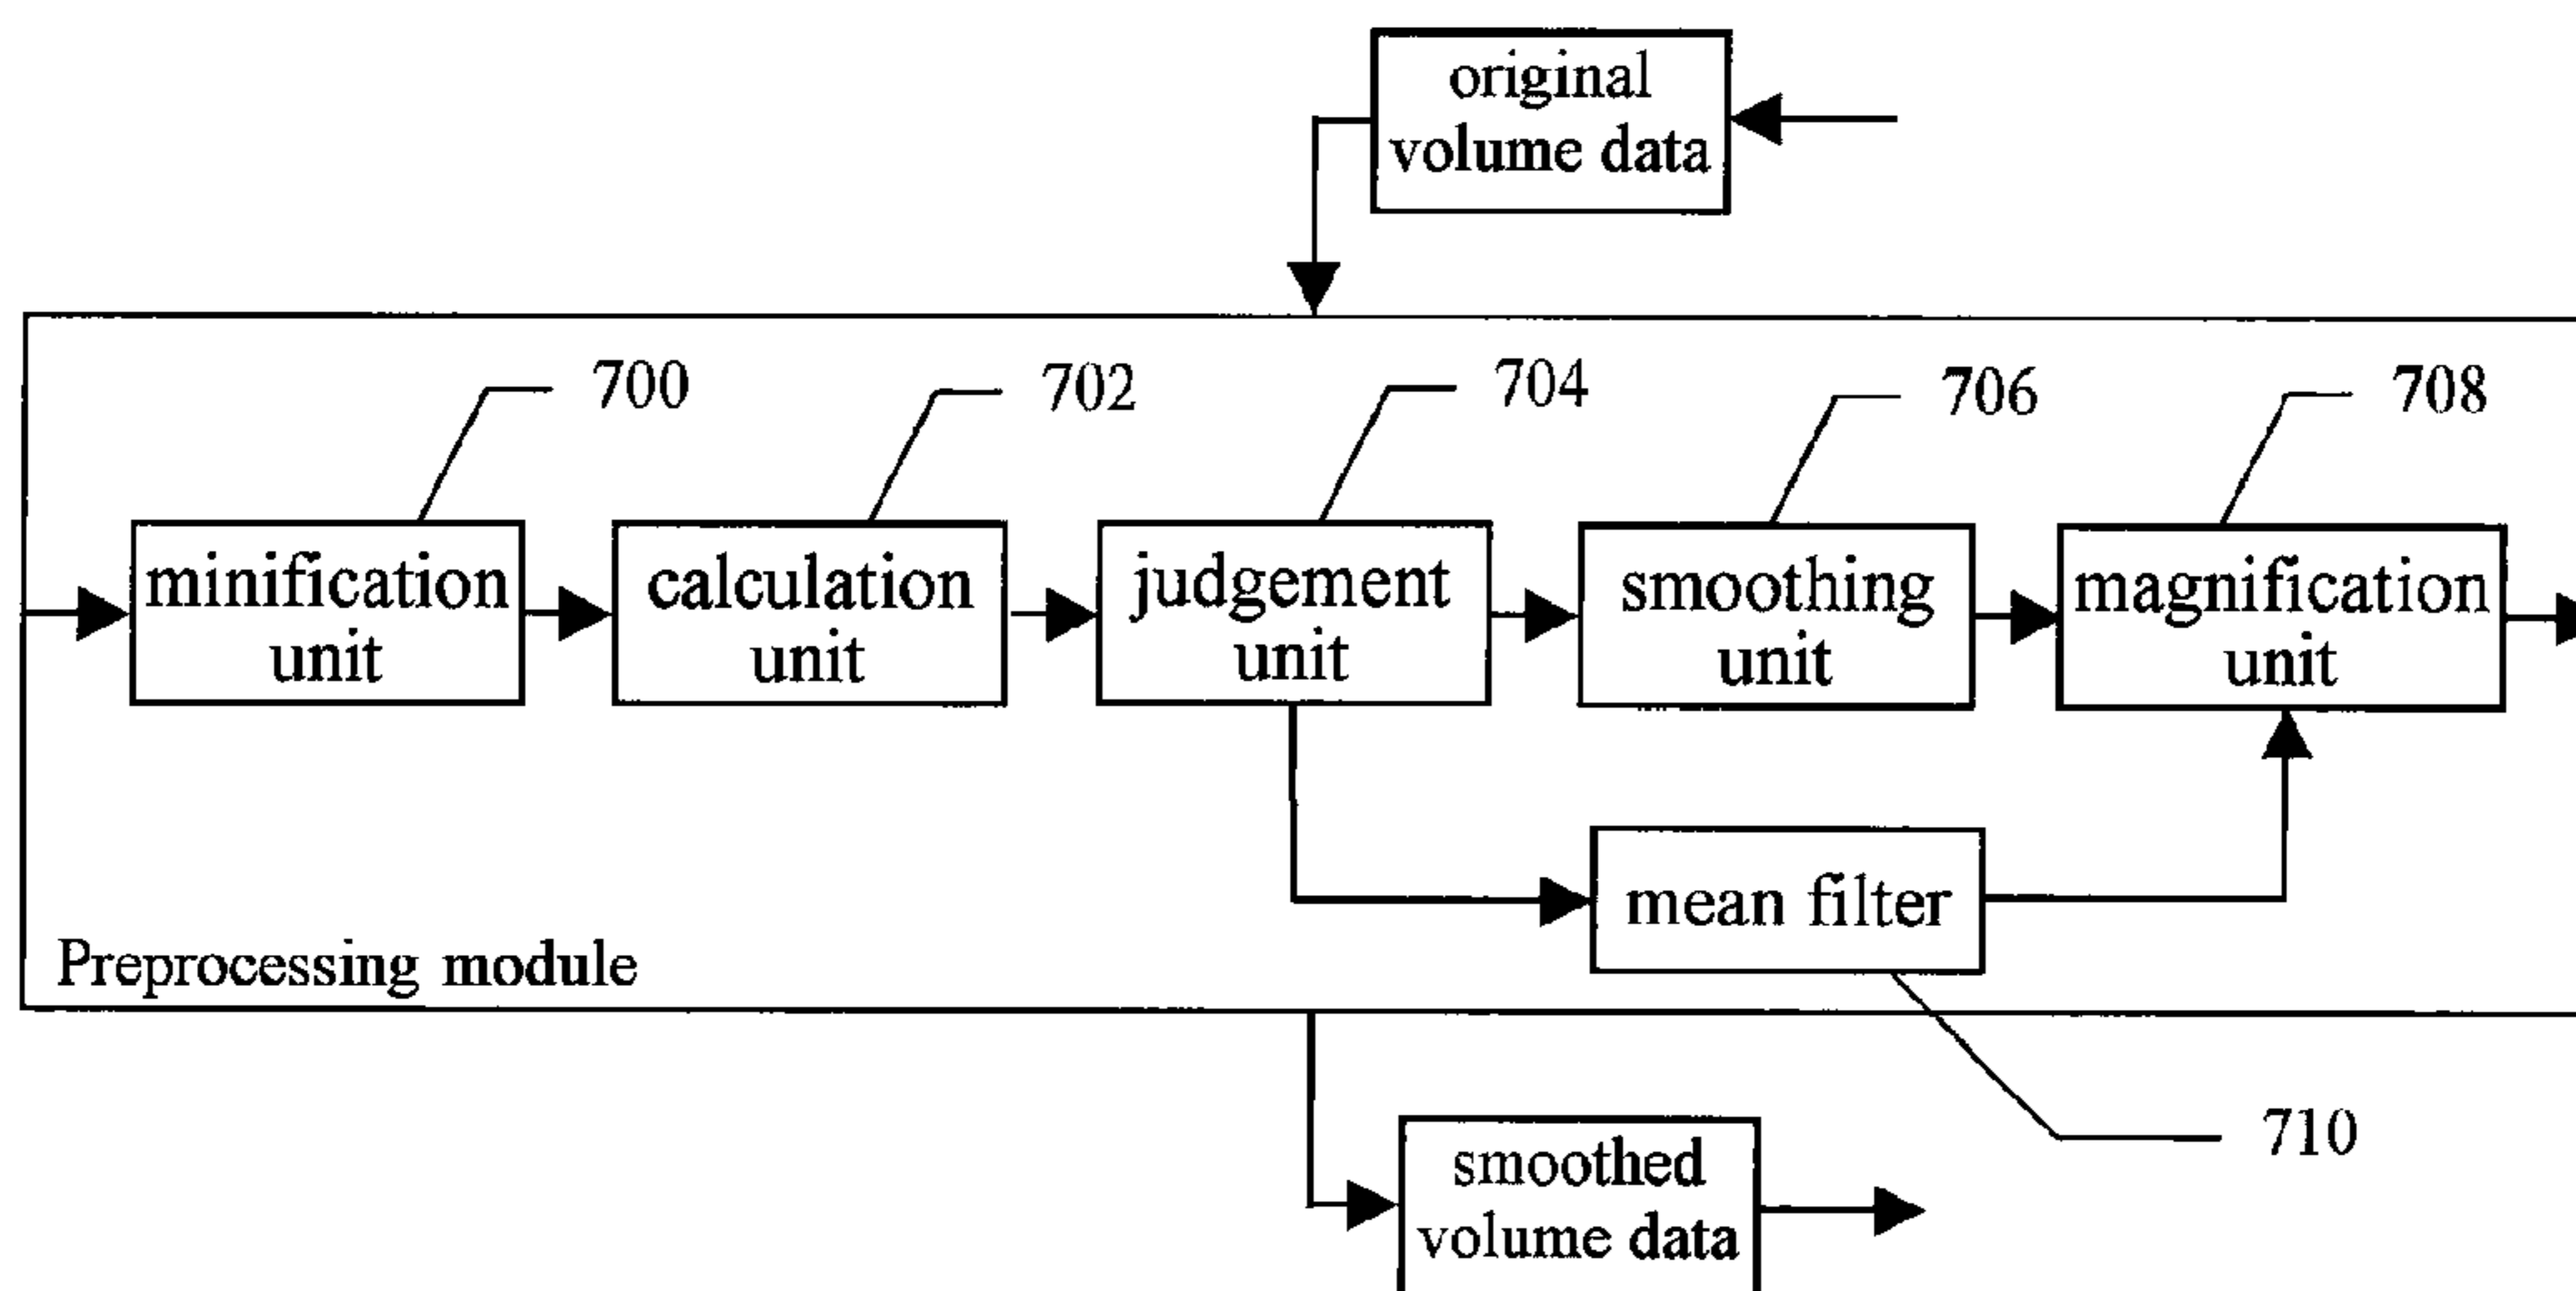 original
volume data
700
702
704
706
708
minification
unit
calculation
unit
judgement
unit
smoothing
unit
magnification
unit
mean filter
Preprocessing module
710
smoothed
volume data